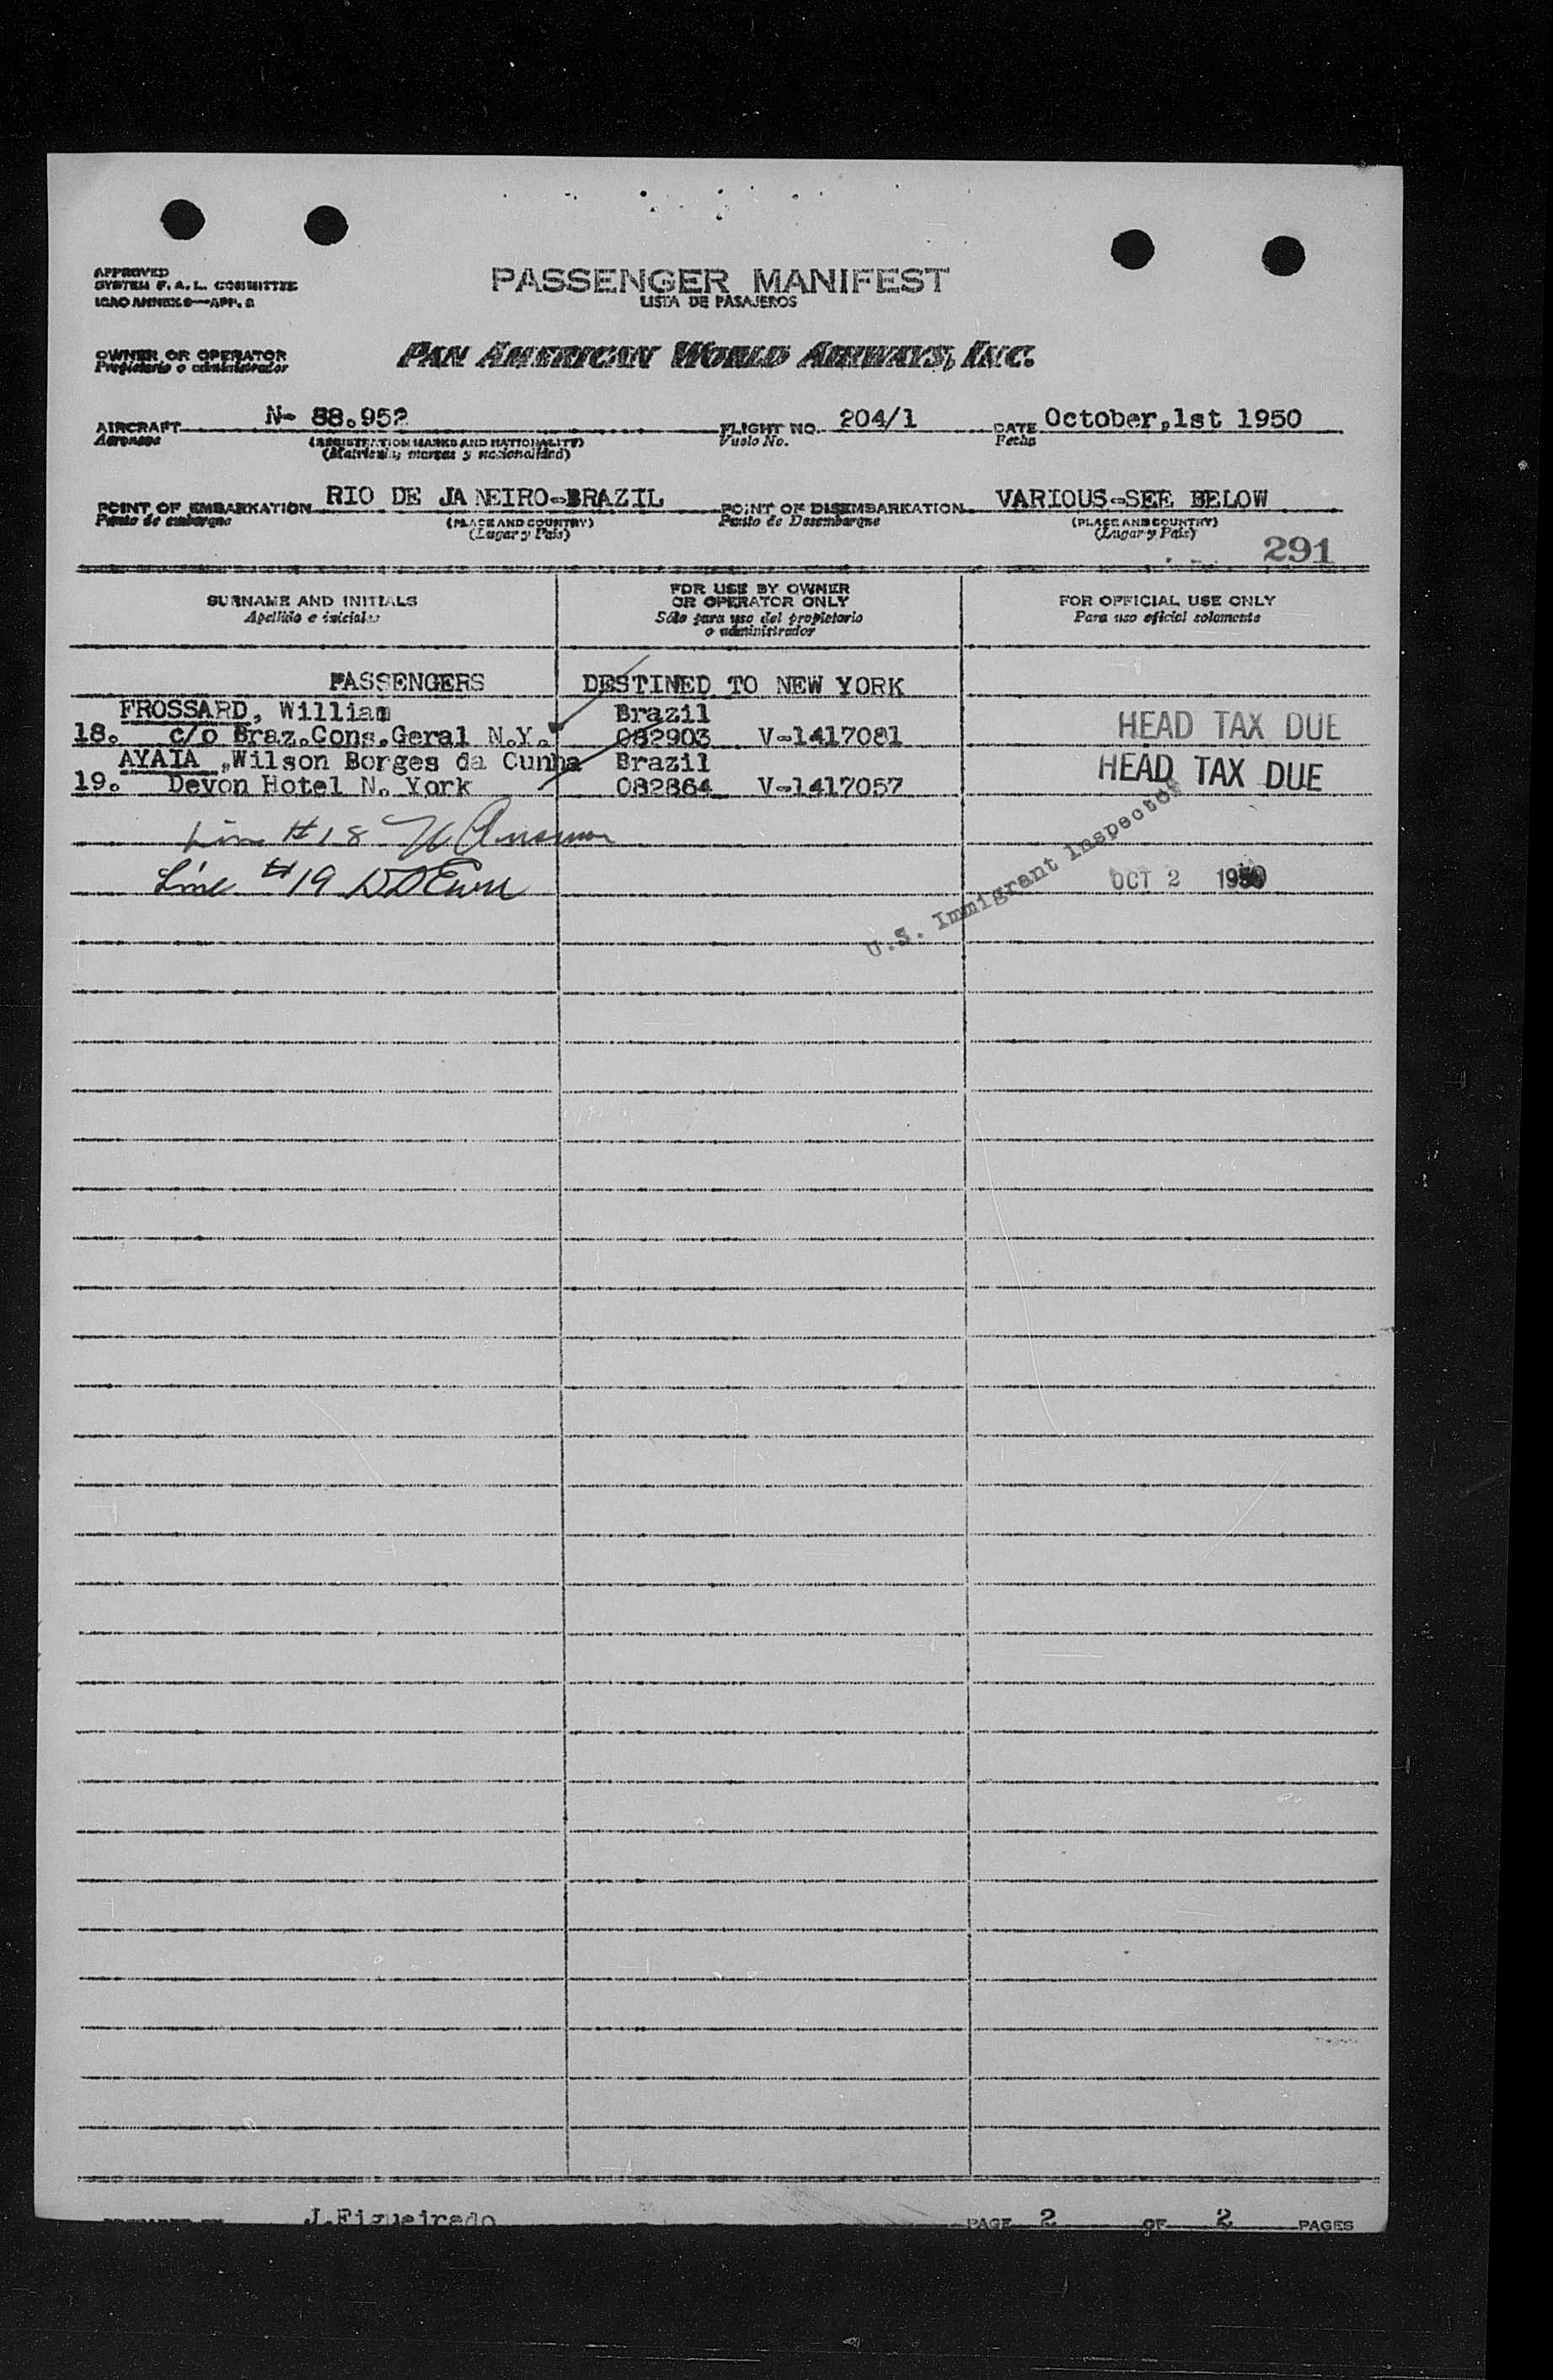 APPROVED
SYSTEM F. A. L. COMMITTEE
ICAO ANNEX 9—APP. 2
PASSENGER MANIFEST
LISTA DE PASAJEROS
OWNER OR OPERATOR
Propietario o administrador
PAN AMERICAN WORLD AIRWAYS, INC.
AIRCRAFT N- 88.952 FLIGHT NO. 204/1 DATE October,1st 1950
Aeronave (REGISTRATION MARKS AND NATIONALITY) Vuelo No. Fecha
(Matricula, marcas y nacionalidad)
POINT OF EMBARKATION RIO DE JANEIRO-BRAZIL POINT OF DISEMBARKATION VARIOUS-SEE BELOW
Punto de embarque (PLACE AND COUNTRY) Punto de Desembarque (PLACE AND COUNTRY)
(Lugar y Pais) (Lugar y Pais)
291
SURNAME AND INITIALS FOR USE BY OWNER OR OPERATOR ONLY FOR OFFICIAL USE ONLY
Apellido e iniciales Sólo para uso del propietario o administrador Para uso oficial solamente
PASSENGERS DESTINED TO NEW YORK
FROSSARD, William Brazil
18. c/o Braz.Cons.Geral N.Y. 082903 V-1417081 HEAD TAX DUE
AYAIA ,Wilson Borges da Cunha Brazil
19. Devon Hotel N. York 082864 V-1417057 HEAD TAX DUE
Line #18
Line #19
U.S. Immigrant Inspector
OCT 2 1950
J.Figueiredo
PAGE 2 OF 2 PAGES